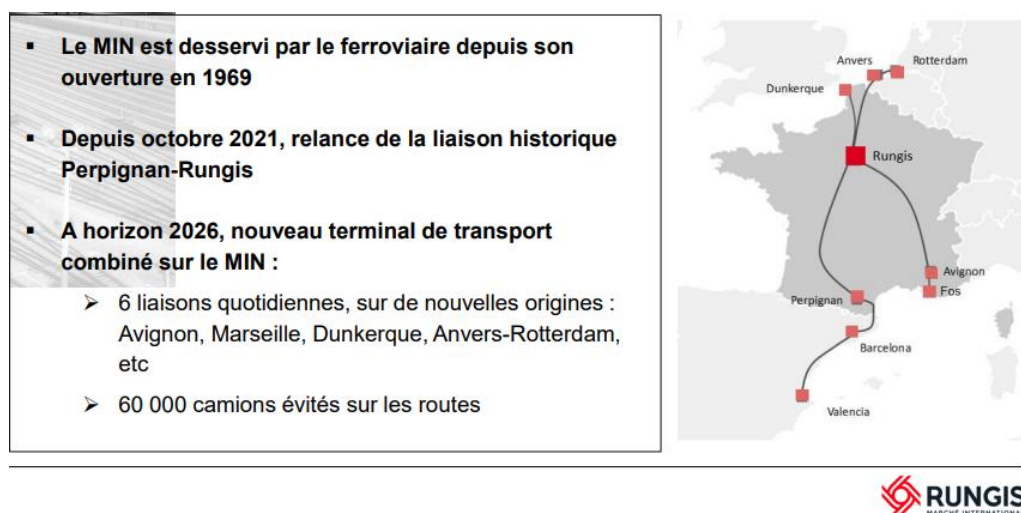 ▪ Le MIN est desservi par le ferroviaire depuis son
ouverture en 1969
▪ Depuis octobre 2021, relance de la liaison historique
Perpignan-Rungis
▪ A horizon 2026, nouveau terminal de transport
combiné sur le MIN :
➢ 6 liaisons quotidiennes, sur de nouvelles origines :
Avignon, Marseille, Dunkerque, Anvers-Rotterdam,
etc
➢ 60 000 camions évités sur les routes
Anvers
Rotterdam
Dunkerque
Rungis
Avignon
Fos
Perpignan
Barcelona
Valencia
RUNGIS
MARCHÉ INTERNATIONAL